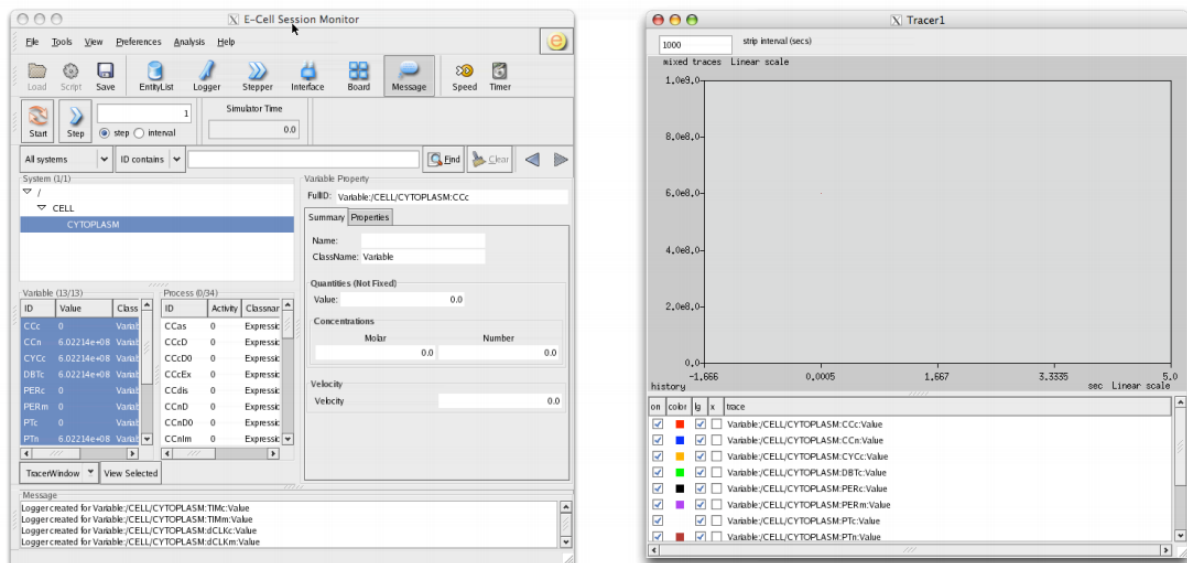 E-Cell Session Monitor
File Tools View Preferences Analysis Help
Load Script Save EntityList Logger Stepper Interface Board Message Speed Timer
Start Step 1 step interval
Simulator Time
0.0
All systems ID contains Find Clear
System (1/1)
/
CELL
CYTOPLASM
Variable (13/13)
ID Value Class
CCc 0 Variab
CCn 6.02214e+08 Variab
CYCc 6.02214e+08 Variab
DBTc 6.02214e+08 Variab
PERc 0 Variab
PERm 0 Variab
PTc 0 Variab
PTn 6.02214e+08 Variab
Process (0/34)
ID Activity Classnar
CCas 0 Expressic
CCcD 0 Expressic
CCcD0 0 Expressic
CCcEx 0 Expressic
CCdis 0 Expressic
CCnD 0 Expressic
CCnD0 0 Expressic
CCnIm 0 Expressic
TracerWindow View Selected
Variable Property
FullID: Variable:/CELL/CYTOPLASM:CCc
Summary Properties
Name:
ClassName: Variable
Quantities (Not Fixed)
Value: 0.0
Concentrations
Molar Number
0.0 0.0
Velocity
Velocity 0.0
Message
Logger created for Variable:/CELL/CYTOPLASM:TIMc:Value
Logger created for Variable:/CELL/CYTOPLASM:TIMm:Value
Logger created for Variable:/CELL/CYTOPLASM:dCLKc:Value
Logger created for Variable:/CELL/CYTOPLASM:dCLKm:Value
Tracer1
1000 strip interval (secs)
mixed traces Linear scale
1.0e9.0
8.0e8.0
6.0e8.0
4.0e8.0
2.0e8.0
0.0
-1.666 0.0005 1.667 3.3335 5.0
history sec Linear scale
on color lg x trace
Variable:/CELL/CYTOPLASM:CCc:Value
Variable:/CELL/CYTOPLASM:CCn:Value
Variable:/CELL/CYTOPLASM:CYCc:Value
Variable:/CELL/CYTOPLASM:DBTc:Value
Variable:/CELL/CYTOPLASM:PERc:Value
Variable:/CELL/CYTOPLASM:PERm:Value
Variable:/CELL/CYTOPLASM:PTc:Value
Variable:/CELL/CYTOPLASM:PTn:Value